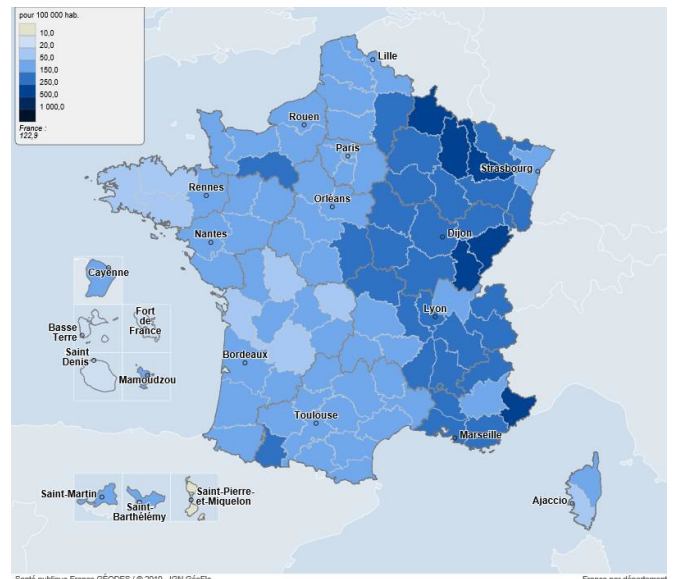 pour 100 000 hab.
10,0
20,0
50,0
150,0
250,0
500,0
1 000,0
France :
122,9
Lille
Rouen
Paris
Strasbourg
Rennes
Orléans
Nantes
Dijon
Cayenne
Lyon
Basse
Terre
Fort
de
France
Saint
Denis
Mamoudzou
Bordeaux
Toulouse
Marseille
Saint-Martin
Saint-
Barthélémy
Saint-Pierre-
et-Miquelon
Ajaccio